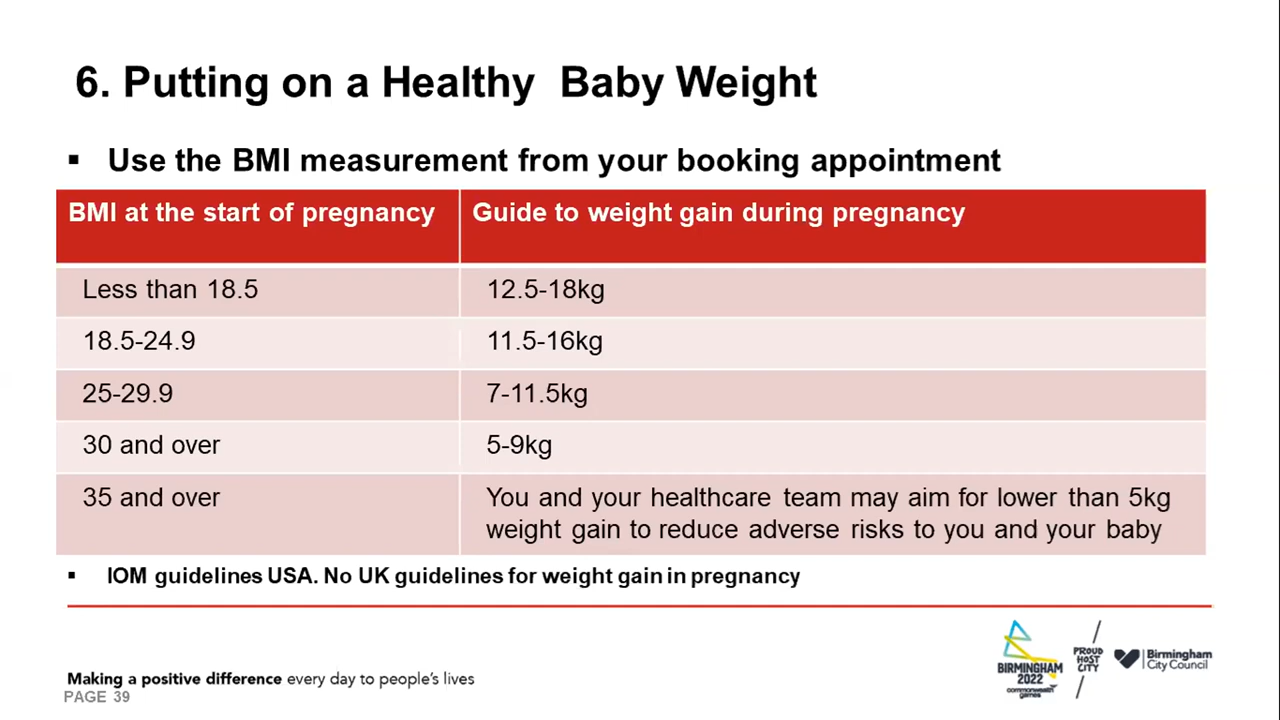 6. Putting on a Healthy Baby Weight
▪ Use the BMI measurement from your booking appointment
BMI at the start of pregnancy Guide to weight gain during pregnancy
Less than 18.5 12.5-18kg
18.5-24.9 11.5-16kg
25-29.9 7-11.5kg
30 and over 5-9kg
35 and over You and your healthcare team may aim for lower than 5kg
weight gain to reduce adverse risks to you and your baby
▪ IOM guidelines USA. No UK guidelines for weight gain in pregnancy
Making a positive difference every day to people's lives
PAGE 39
BIRMINGHAM
2022
commonwealth
games
PROUD
HOST
CITY
Birmingham
City Council